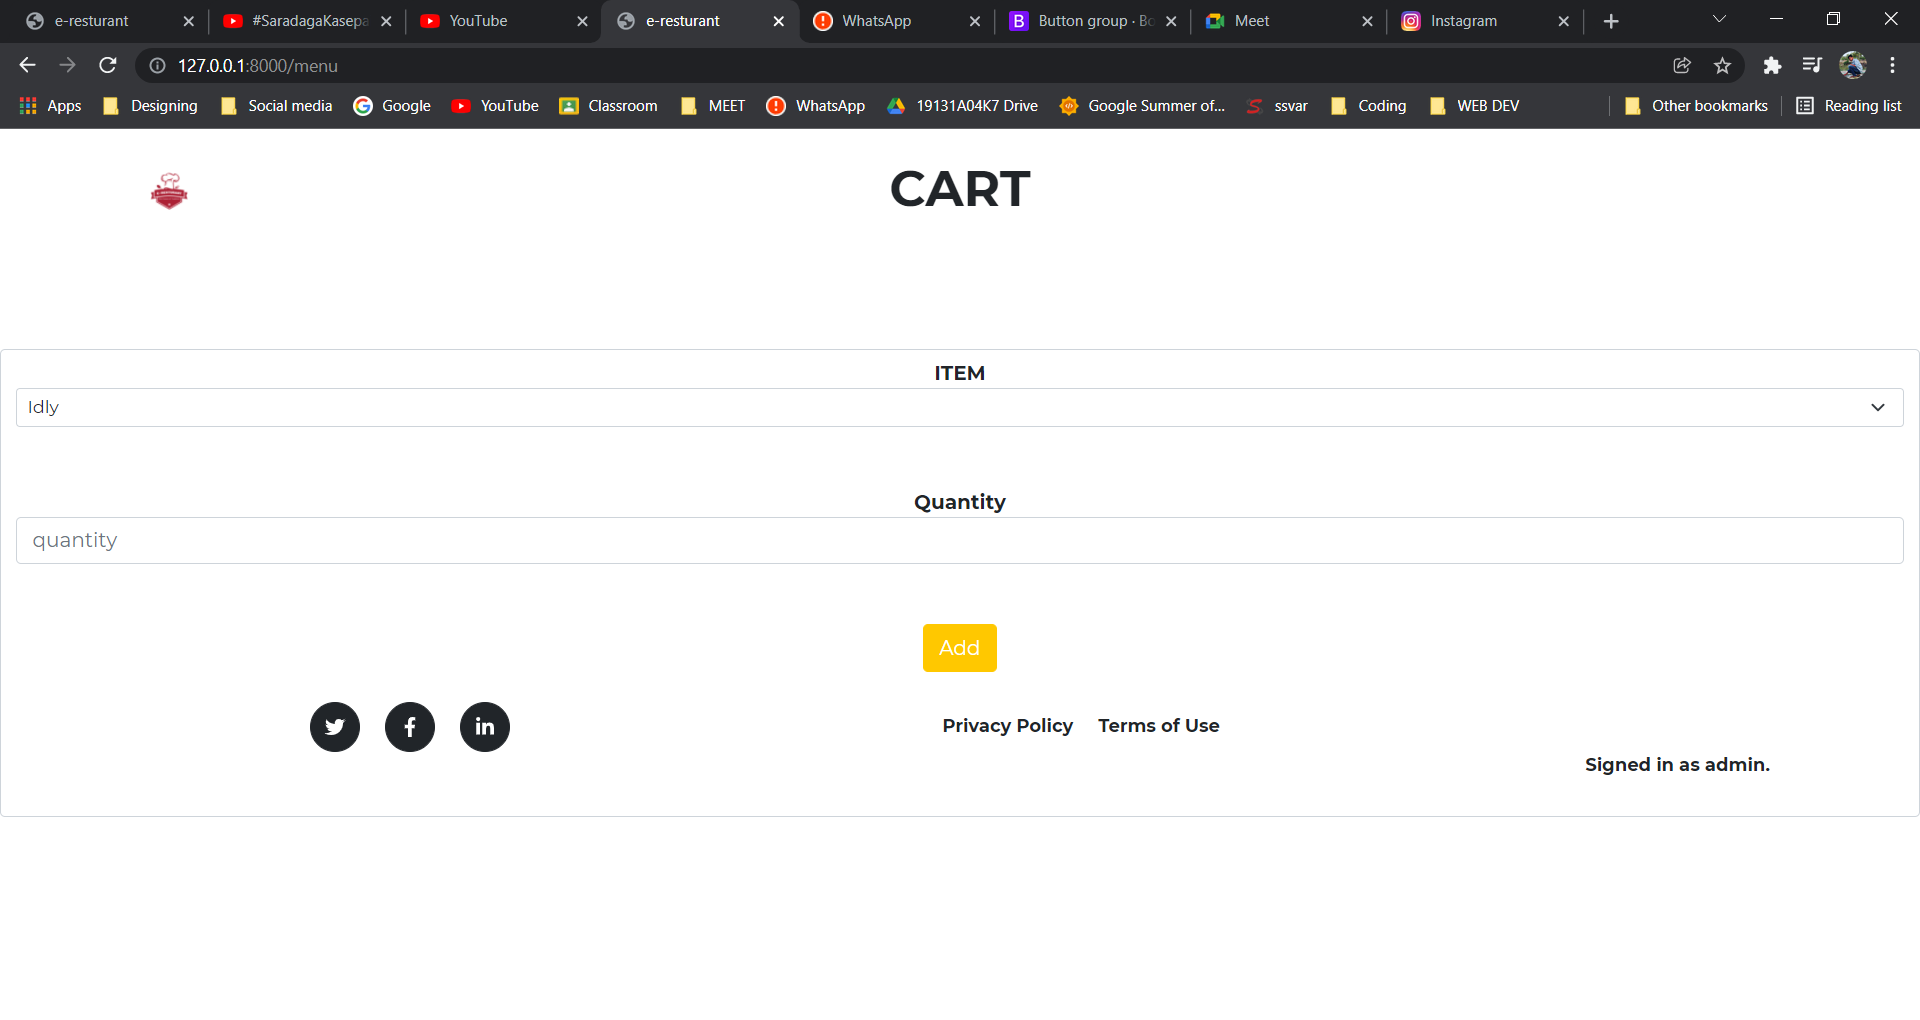 e-resturant
#SaradagaKasepa
YouTube
e-resturant
WhatsApp
Button group · Bo
Meet
Instagram
127.0.0.1:8000/menu
Apps
Designing
Social media
Google
YouTube
Classroom
MEET
WhatsApp
19131A04K7 Drive
Google Summer of...
ssvar
Coding
WEB DEV
Other bookmarks
Reading list
CART
ITEM
Idly
Quantity
quantity
Add
Privacy Policy
Terms of Use
Signed in as admin.